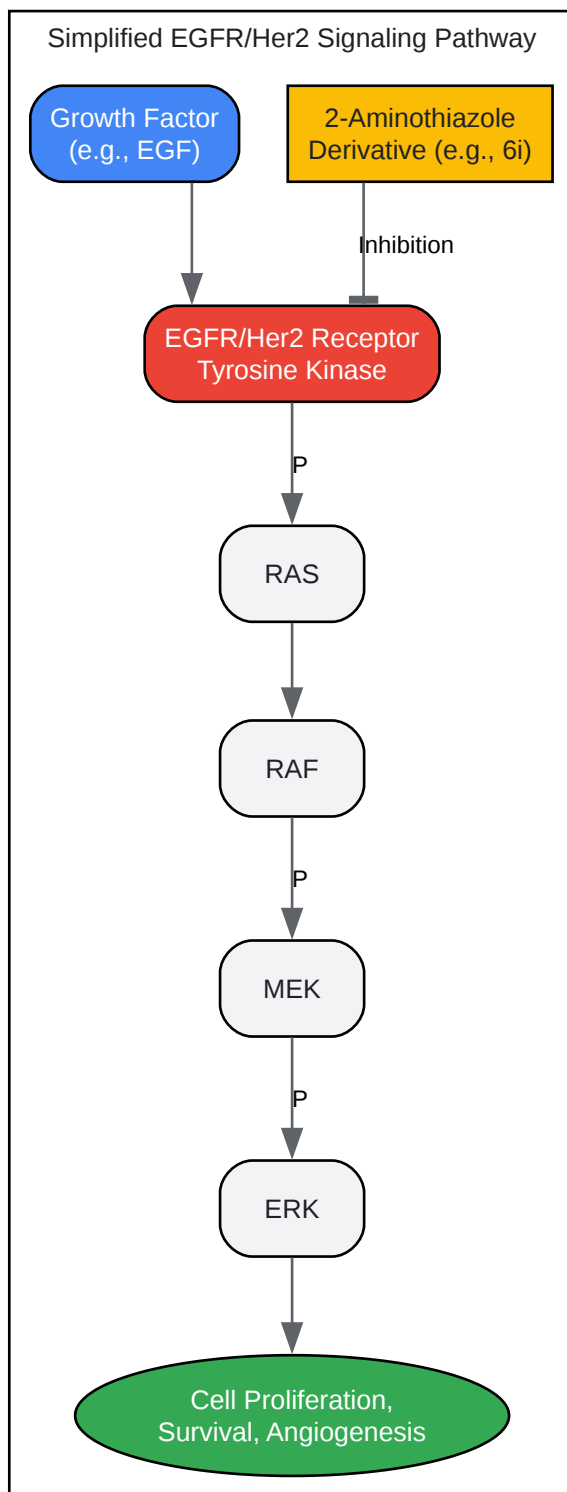 Simplified EGFR/Her2 Signaling Pathway
Growth Factor
(e.g., EGF)
2-Aminothiazole
Derivative (e.g., 6i)
Inhibition
EGFR/Her2 Receptor
Tyrosine Kinase
P
RAS
RAF
P
MEK
P
ERK
Cell Proliferation,
Survival, Angiogenesis